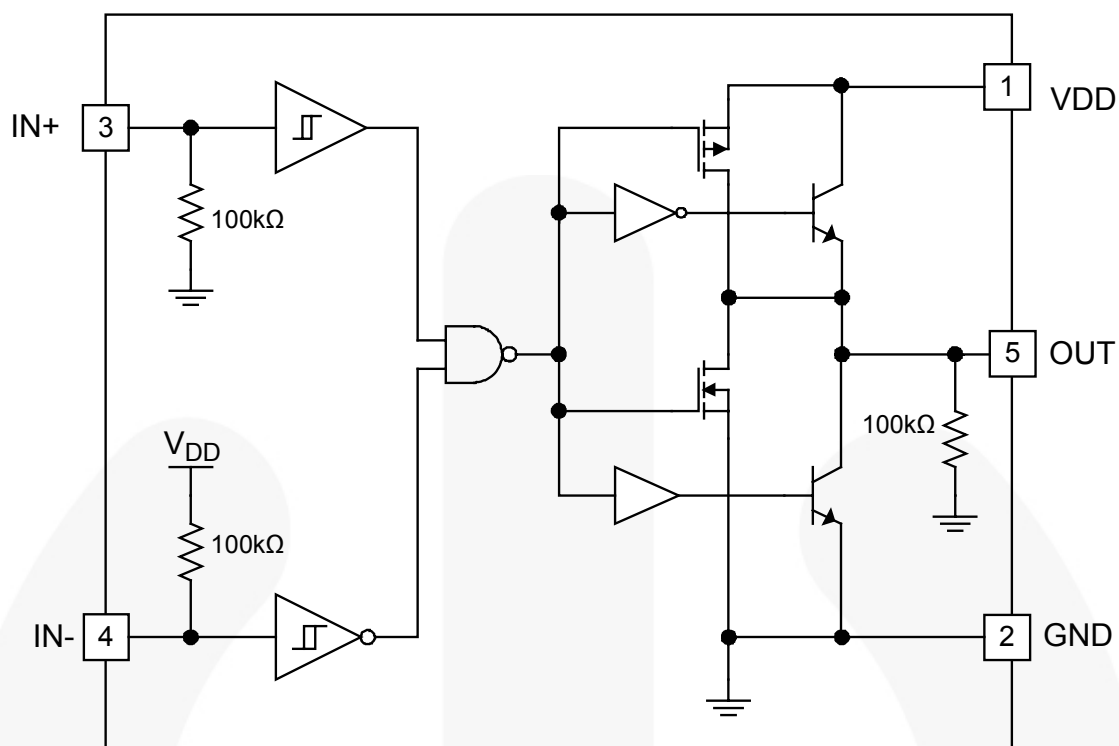 1
VDD
IN+
3
100kΩ
5
OUT
100kΩ
VDD
100kΩ
IN-
4
2
GND